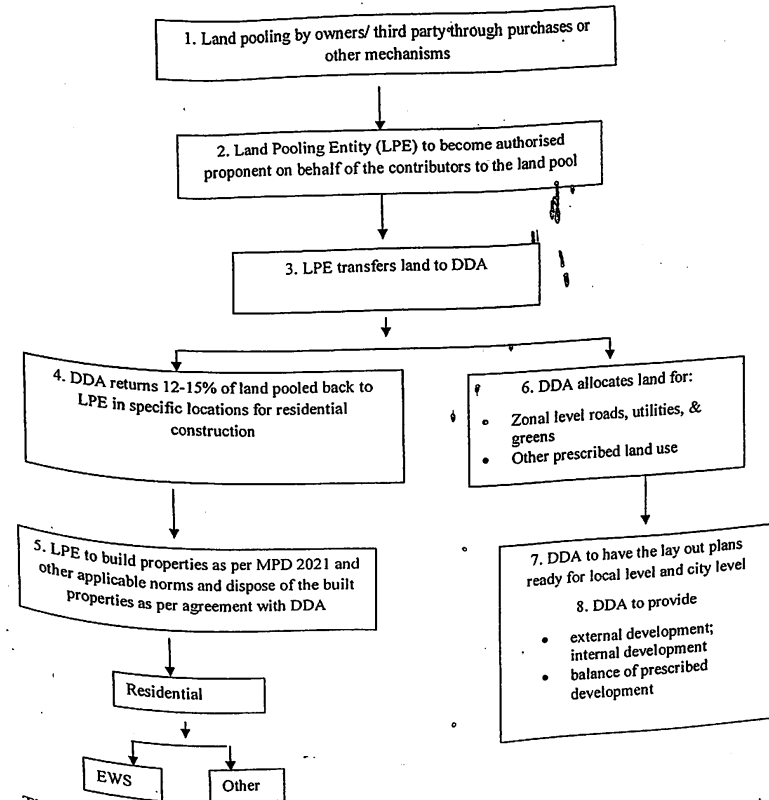 1. Land pooling by owners/ third party through purchases or
other mechanisms
2. Land Pooling Entity (LPE) to become authorised
proponent on behalf of the contributors to the land pool
3. LPE transfers land to DDA
4. DDA returns 12-15% of land pooled back to
LPE in specific locations for residential
construction
6. DDA allocates land for:
• Zonal level roads, utilities, &
greens
• Other prescribed land use
5. LPE to build properties as per MPD 2021 and
other applicable norms and dispose of the built
properties as per agreement with DDA
7. DDA to have the lay out plans
ready for local level and city level
8. DDA to provide
• external development;
internal development
• balance of prescribed
development
Residential
EWS
Other